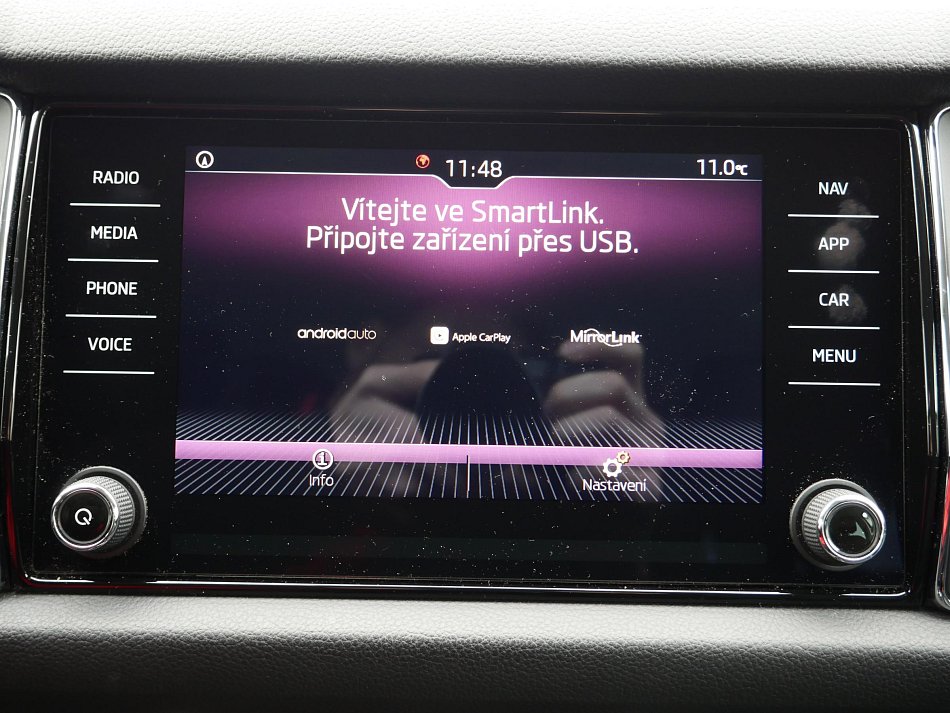 RADIO
MEDIA
PHONE
VOICE
11:48
11.0°C
Vítejte ve SmartLink.
Připojte zařízení přes USB.
androidauto
Apple CarPlay
MirrorLink
Info
Nastavení
NAV
APP
CAR
MENU